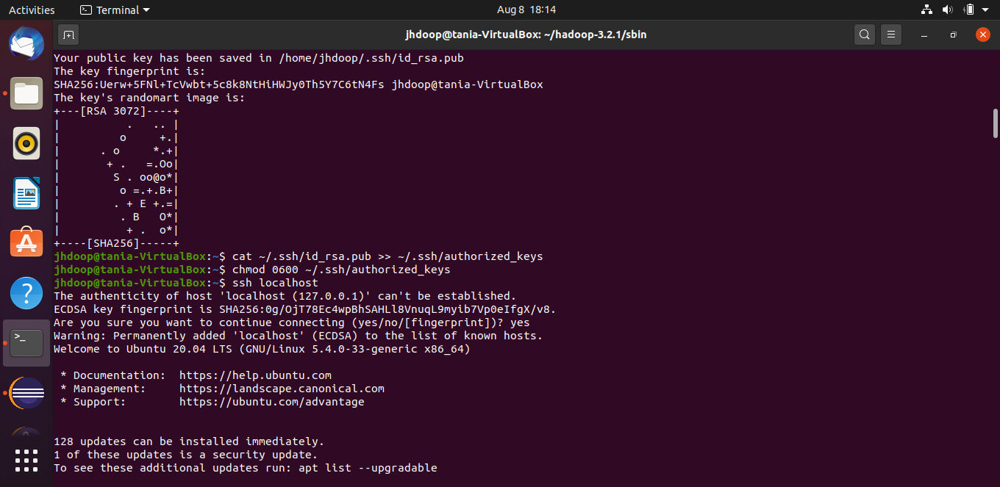 Activities
Terminal
Aug 8 18:14
jhdoop@tania-VirtualBox: ~/hadoop-3.2.1/sbin
Your public key has been saved in /home/jhdoop/.ssh/id_rsa.pub
The key fingerprint is:
SHA256:Uerw+5FNl+TcVwbt+5c8k8NtHiHWJy0Th5Y7C6tN4Fs jhdoop@tania-VirtualBox
The key's randomart image is:
+---[RSA 3072]----+
|          .   .. |
|         o     +.|
|      . o     *.+|
|       + .   =.Oo|
|        S . oo@o*|
|         o =.+.B+|
|        . + E +.=|
|         . B   O*|
|          + .  o*|
+----[SHA256]-----+
jhdoop@tania-VirtualBox:~$ cat ~/.ssh/id_rsa.pub >> ~/.ssh/authorized_keys
jhdoop@tania-VirtualBox:~$ chmod 0600 ~/.ssh/authorized_keys
jhdoop@tania-VirtualBox:~$ ssh localhost
The authenticity of host 'localhost (127.0.0.1)' can't be established.
ECDSA key fingerprint is SHA256:0g/OjT78Ec4wpBhSAHLl8VnuqL9myib7Vp0eIfgX/v8.
Are you sure you want to continue connecting (yes/no/[fingerprint])? yes
Warning: Permanently added 'localhost' (ECDSA) to the list of known hosts.
Welcome to Ubuntu 20.04 LTS (GNU/Linux 5.4.0-33-generic x86_64)
 * Documentation:  https://help.ubuntu.com
 * Management:     https://landscape.canonical.com
 * Support:        https://ubuntu.com/advantage
128 updates can be installed immediately.
1 of these updates is a security update.
To see these additional updates run: apt list --upgradable